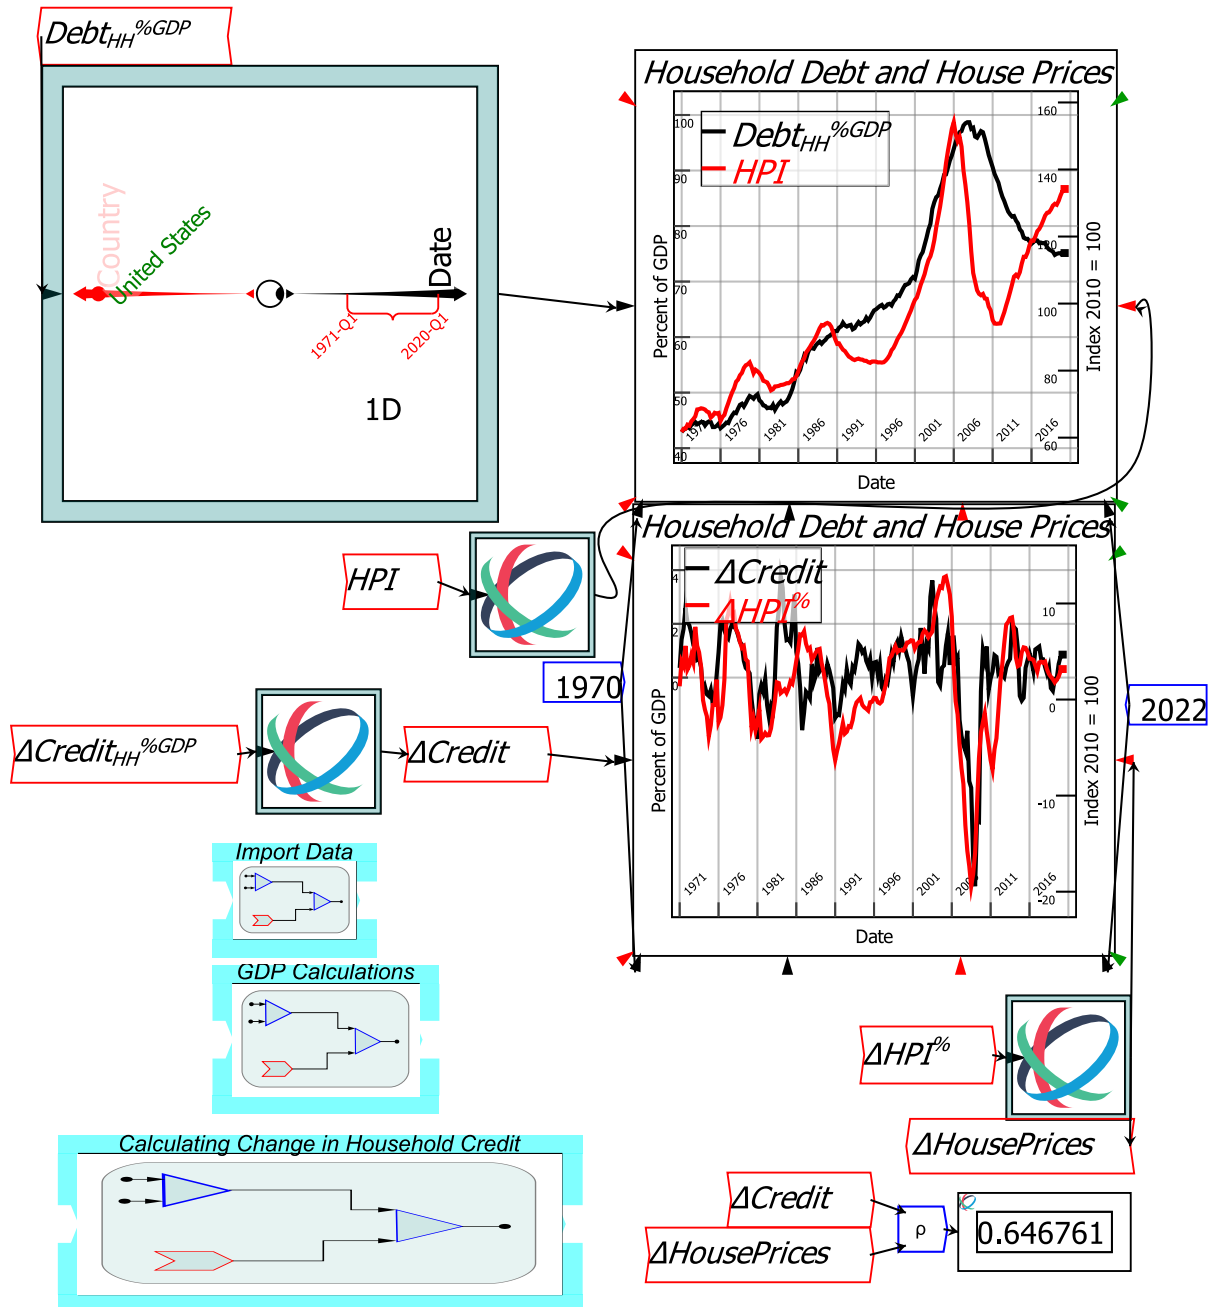 Debt_HH^%GDP
Country
United States
Date
1971-Q1
2020-Q1
1D
Household Debt and House Prices
Debt_HH^%GDP
HPI
Percent of GDP
100
90
80
70
60
50
40
160
140
120
100
80
60
Index 2010 = 100
1971
1976
1981
1986
1991
1996
2001
2006
2011
2016
Date
HPI
Household Debt and House Prices
ΔCredit
ΔHPI^%
Percent of GDP
4
2
0
10
0
-10
-20
Index 2010 = 100
1971
1976
1981
1986
1991
1996
2001
2011
2016
Date
1970
2022
ΔCredit_HH^%GDP
ΔCredit
Import Data
GDP Calculations
Calculating Change in Household Credit
ΔHPI^%
ΔHousePrices
ΔCredit
ΔHousePrices
ρ
0.646761